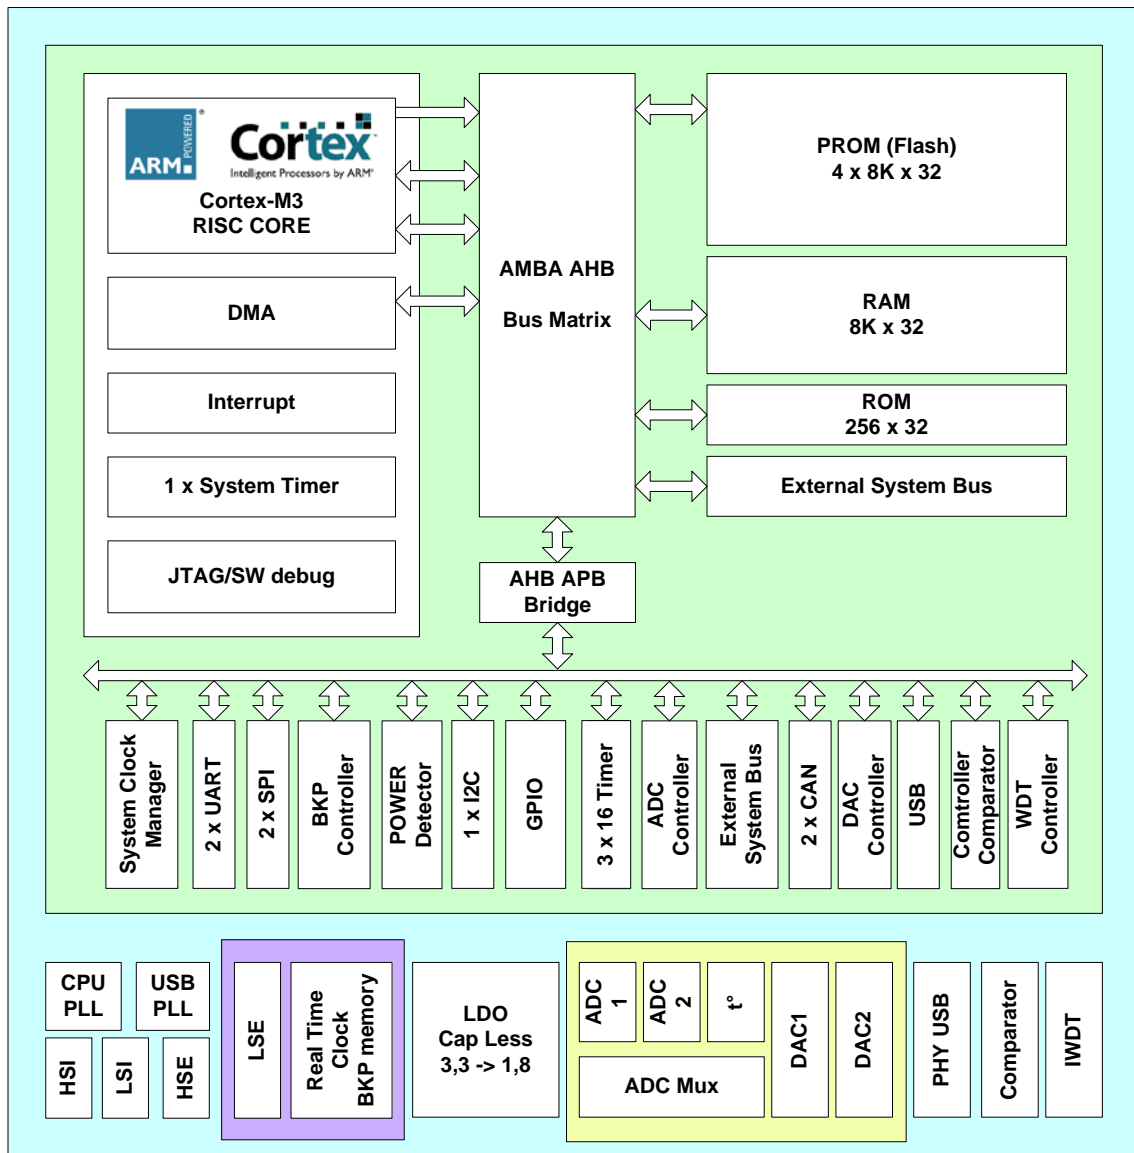 ARM
POWERED
®
Cortex™
Intelligent Processors by ARM®
Cortex-M3
RISC CORE
DMA
Interrupt
1 x System Timer
JTAG/SW debug
AMBA AHB
Bus Matrix
PROM (Flash)
4 x 8K x 32
RAM
8K x 32
ROM
256 x 32
External System Bus
AHB APB
Bridge
System Clock
Manager
2 x UART
2 x SPI
BKP
Controller
POWER
Detector
1 x I2C
GPIO
3 x 16 Timer
ADC
Controller
External
System Bus
2 x CAN
DAC
Controller
USB
Comtroller
Comparator
WDT
Controller
CPU
PLL
USB
PLL
HSI
LSI
HSE
LSE
Real Time
Clock
BKP memory
LDO
Cap Less
3,3 -> 1,8
ADC
1
ADC
2
t°
ADC Mux
DAC1
DAC2
PHY USB
Comparator
IWDT